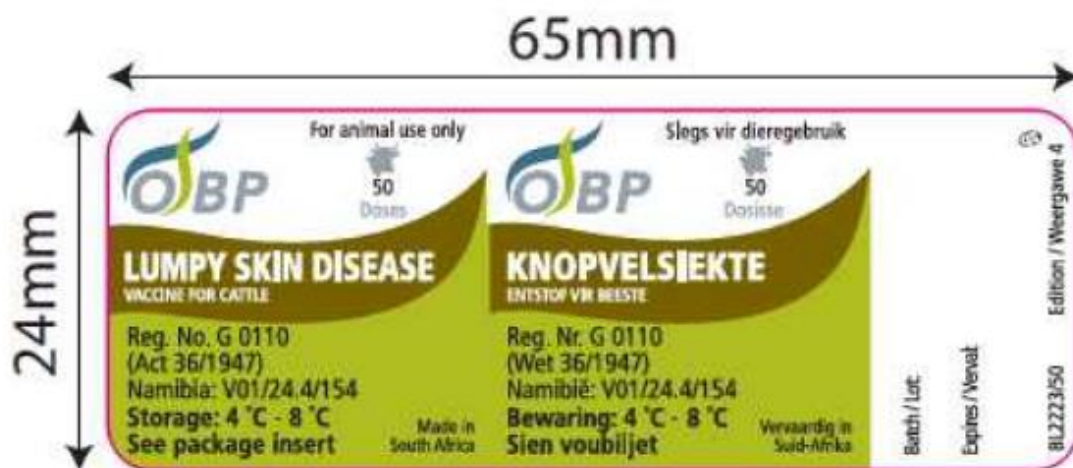 65mm
24mm
OBP
For animal use only
50
Doses
LUMPY SKIN DISEASE
VACCINE FOR CATTLE
Reg. No. G 0110
(Act 36/1947)
Namibia: V01/24.4/154
Storage: 4 °C - 8 °C
See package insert
Made in
South Africa
OBP
Slegs vir dieregebruik
50
Dosisse
KNOPVELSIEKTE
ENTSTOF VIR BEESTE
Reg. Nr. G 0110
(Wet 36/1947)
Namibië: V01/24.4/154
Bewaring: 4 °C - 8 °C
Sien voubiljet
Vervaardig in
Suid-Afrika
Batch / Lot:
Expires / Verval:
BL2223/50
Edition / Weergawe 4